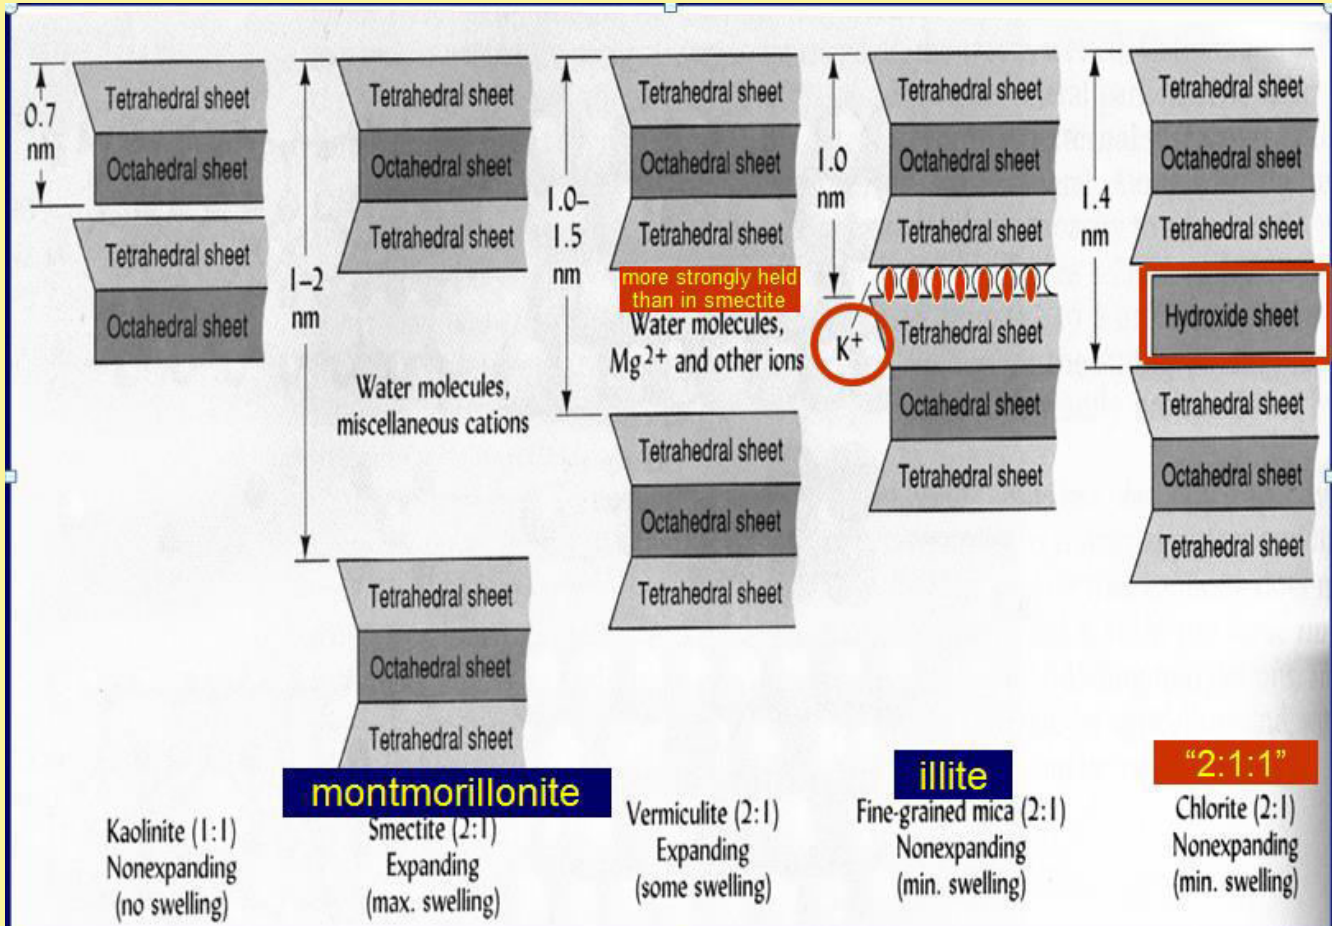 0.7
nm
Tetrahedral sheet
Octahedral sheet
Tetrahedral sheet
Octahedral sheet
Kaolinite (1:1)
Nonexpanding
(no swelling)
1–2
nm
Tetrahedral sheet
Octahedral sheet
Tetrahedral sheet
Water molecules,
miscellaneous cations
Tetrahedral sheet
Octahedral sheet
Tetrahedral sheet
montmorillonite
Smectite (2:1)
Expanding
(max. swelling)
1.0–
1.5
nm
Tetrahedral sheet
Octahedral sheet
Tetrahedral sheet
more strongly held
than in smectite
Water molecules,
Mg2+ and other ions
Tetrahedral sheet
Octahedral sheet
Tetrahedral sheet
Vermiculite (2:1)
Expanding
(some swelling)
1.0
nm
Tetrahedral sheet
Octahedral sheet
Tetrahedral sheet
K+
Tetrahedral sheet
Octahedral sheet
Tetrahedral sheet
illite
Fine-grained mica (2:1)
Nonexpanding
(min. swelling)
1.4
nm
Tetrahedral sheet
Octahedral sheet
Tetrahedral sheet
Hydroxide sheet
Tetrahedral sheet
Octahedral sheet
Tetrahedral sheet
“2:1:1”
Chlorite (2:1)
Nonexpanding
(min. swelling)